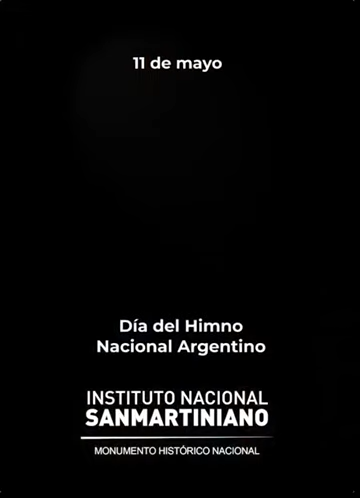 11 de mayo
Día del Himno
Nacional Argentino
INSTITUTO NACIONAL
SANMARTINIANO
MONUMENTO HISTÓRICO NACIONAL